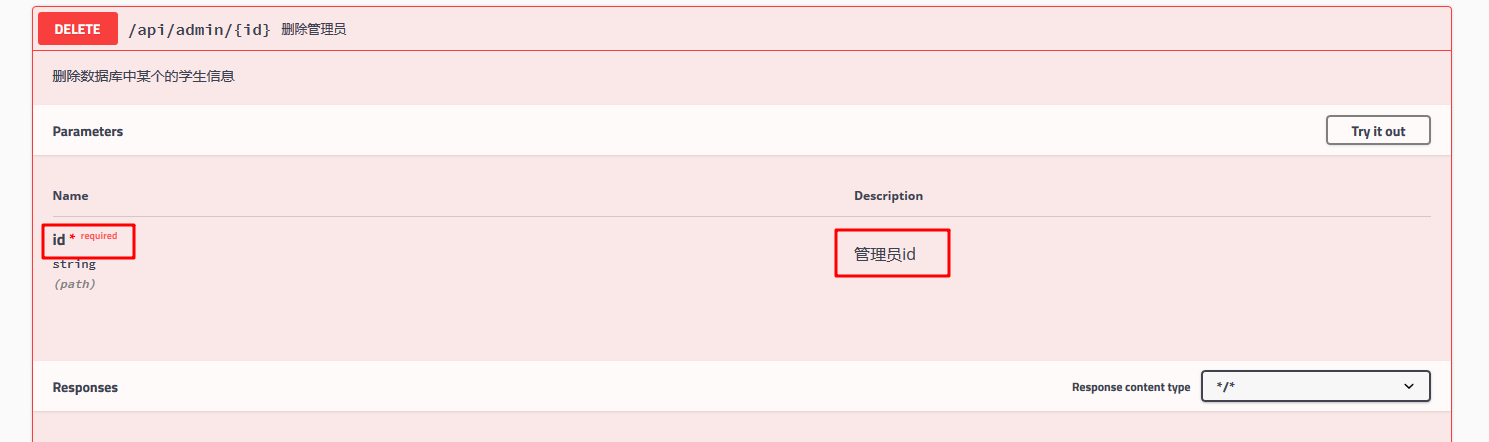 DELETE /api/admin/{id} 删除管理员
删除数据库中某个的学生信息
Parameters Try it out
Name Description
id * required
string
(path)
管理员id
Responses Response content type */*